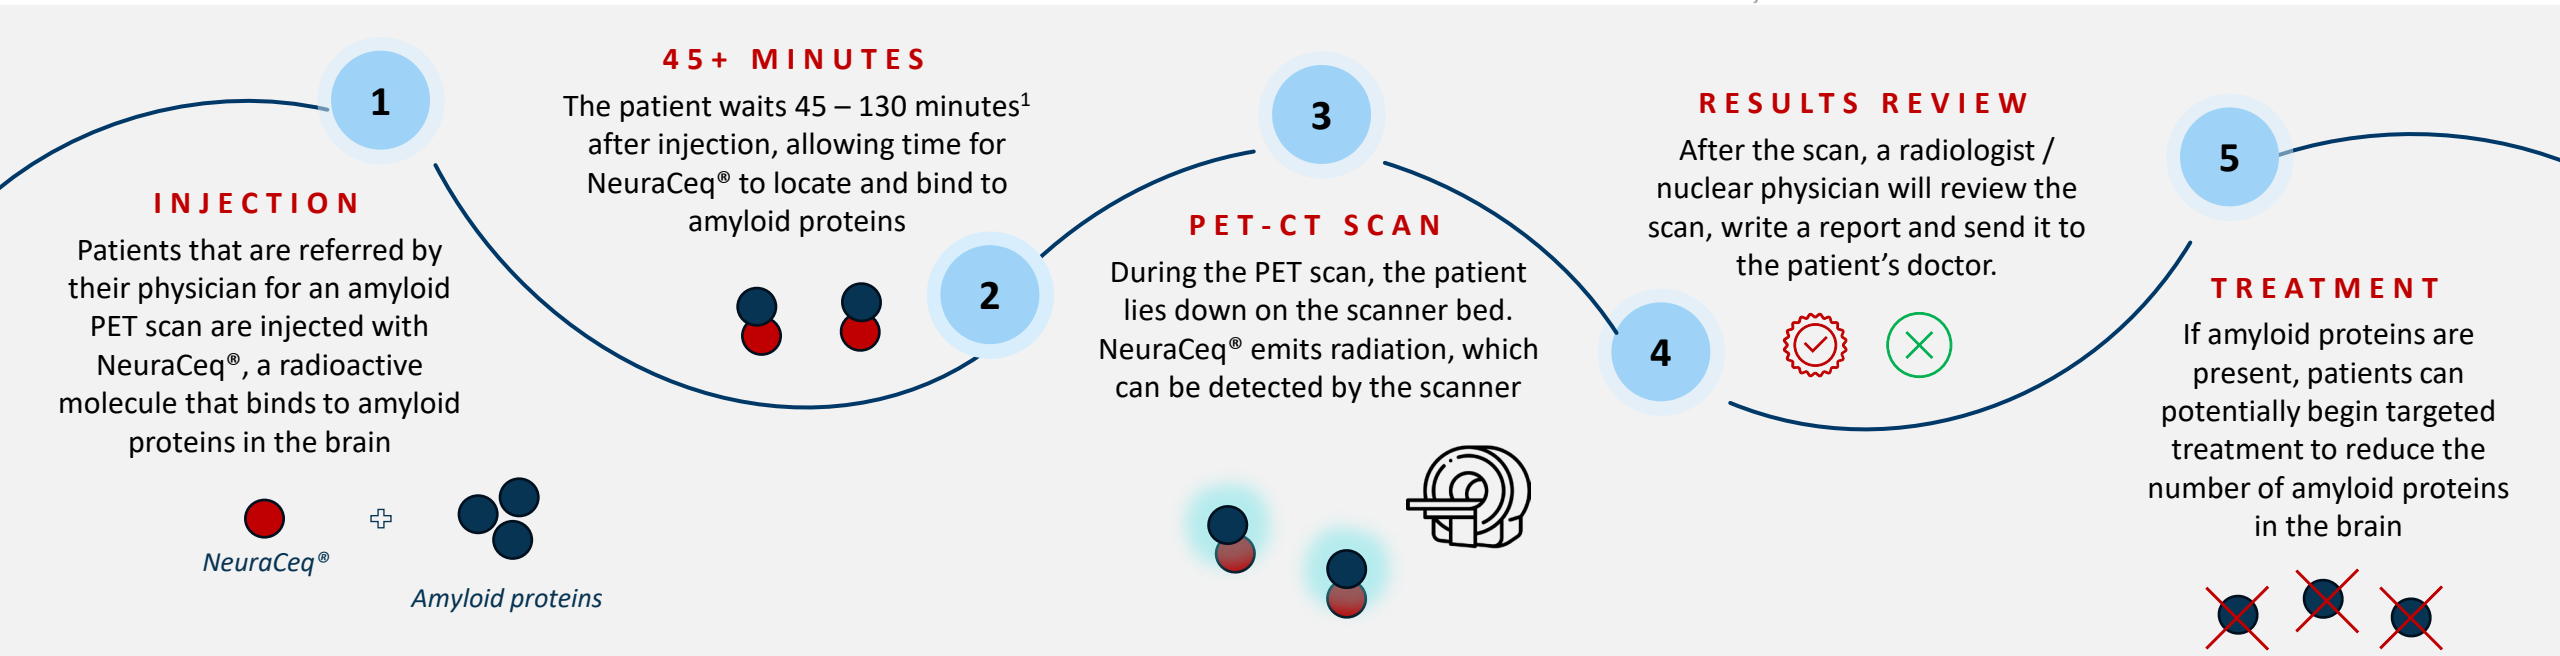 1
INJECTION
Patients that are referred by
their physician for an amyloid
PET scan are injected with
NeuraCeq®, a radioactive
molecule that binds to amyloid
proteins in the brain
NeuraCeq®
Amyloid proteins
45+ MINUTES
The patient waits 45 – 130 minutes¹
after injection, allowing time for
NeuraCeq® to locate and bind to
amyloid proteins
2
3
PET-CT SCAN
During the PET scan, the patient
lies down on the scanner bed.
NeuraCeq® emits radiation, which
can be detected by the scanner
RESULTS REVIEW
After the scan, a radiologist /
nuclear physician will review the
scan, write a report and send it to
the patient’s doctor.
4
5
TREATMENT
If amyloid proteins are
present, patients can
potentially begin targeted
treatment to reduce the
number of amyloid proteins
in the brain